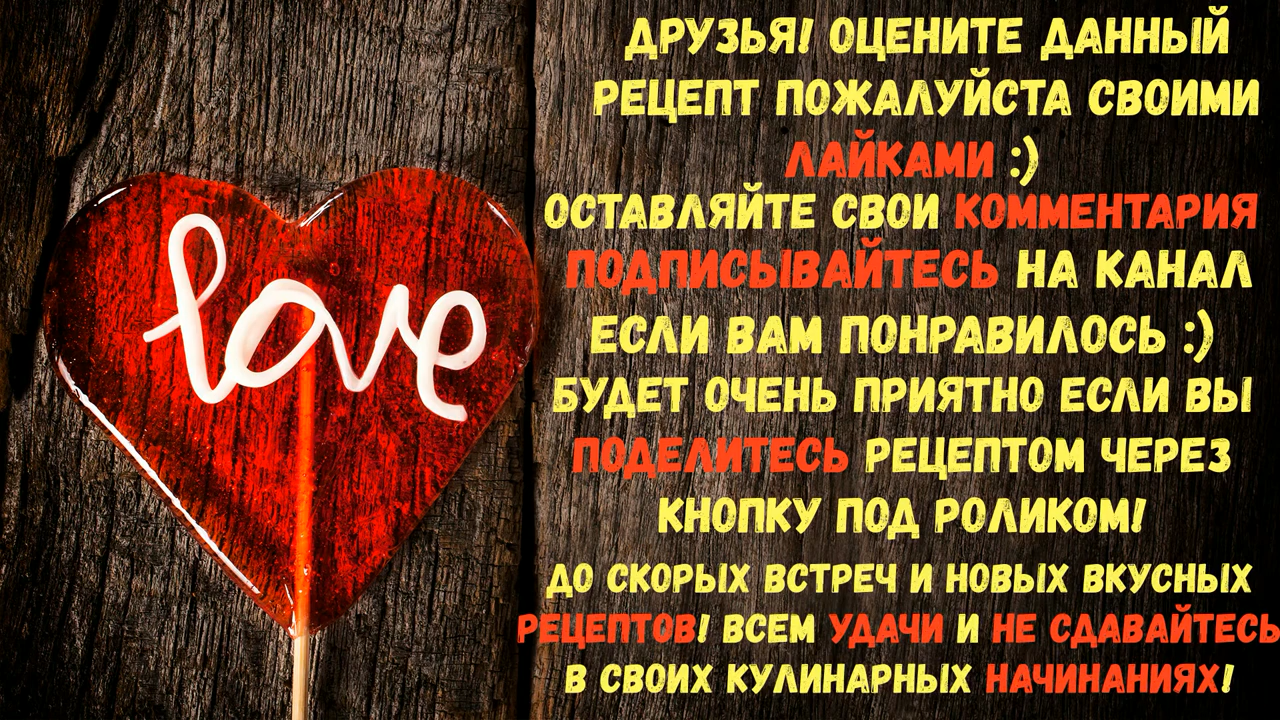 love
ДРУЗЬЯ! ОЦЕНИТЕ ДАННЫЙ
РЕЦЕПТ ПОЖАЛУЙСТА СВОИМИ
ЛАЙКАМИ :)
ОСТАВЛЯЙТЕ СВОИ КОММЕНТАРИЯ
ПОДПИСЫВАЙТЕСЬ НА КАНАЛ
ЕСЛИ ВАМ ПОНРАВИЛОСЬ :)
БУДЕТ ОЧЕНЬ ПРИЯТНО ЕСЛИ ВЫ
ПОДЕЛИТЕСЬ РЕЦЕПТОМ ЧЕРЕЗ
КНОПКУ ПОД РОЛИКОМ!
ДО СКОРЫХ ВСТРЕЧ И НОВЫХ ВКУСНЫХ
РЕЦЕПТОВ! ВСЕМ УДАЧИ И НЕ СДАВАЙТЕСЬ
В СВОИХ КУЛИНАРНЫХ НАЧИНАНИЯХ!